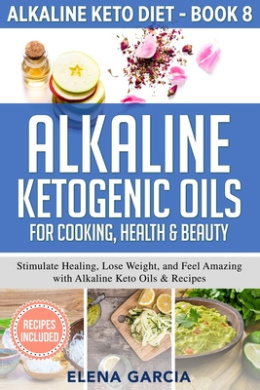 ALKALINE KETO DIET - BOOK 8
ALKALINE
KETOGENIC OILS
FOR COOKING, HEALTH & BEAUTY
Stimulate Healing, Lose Weight, and Feel Amazing
with Alkaline Keto Oils & Recipes
RECIPES
INCLUDED
ELENA GARCIA